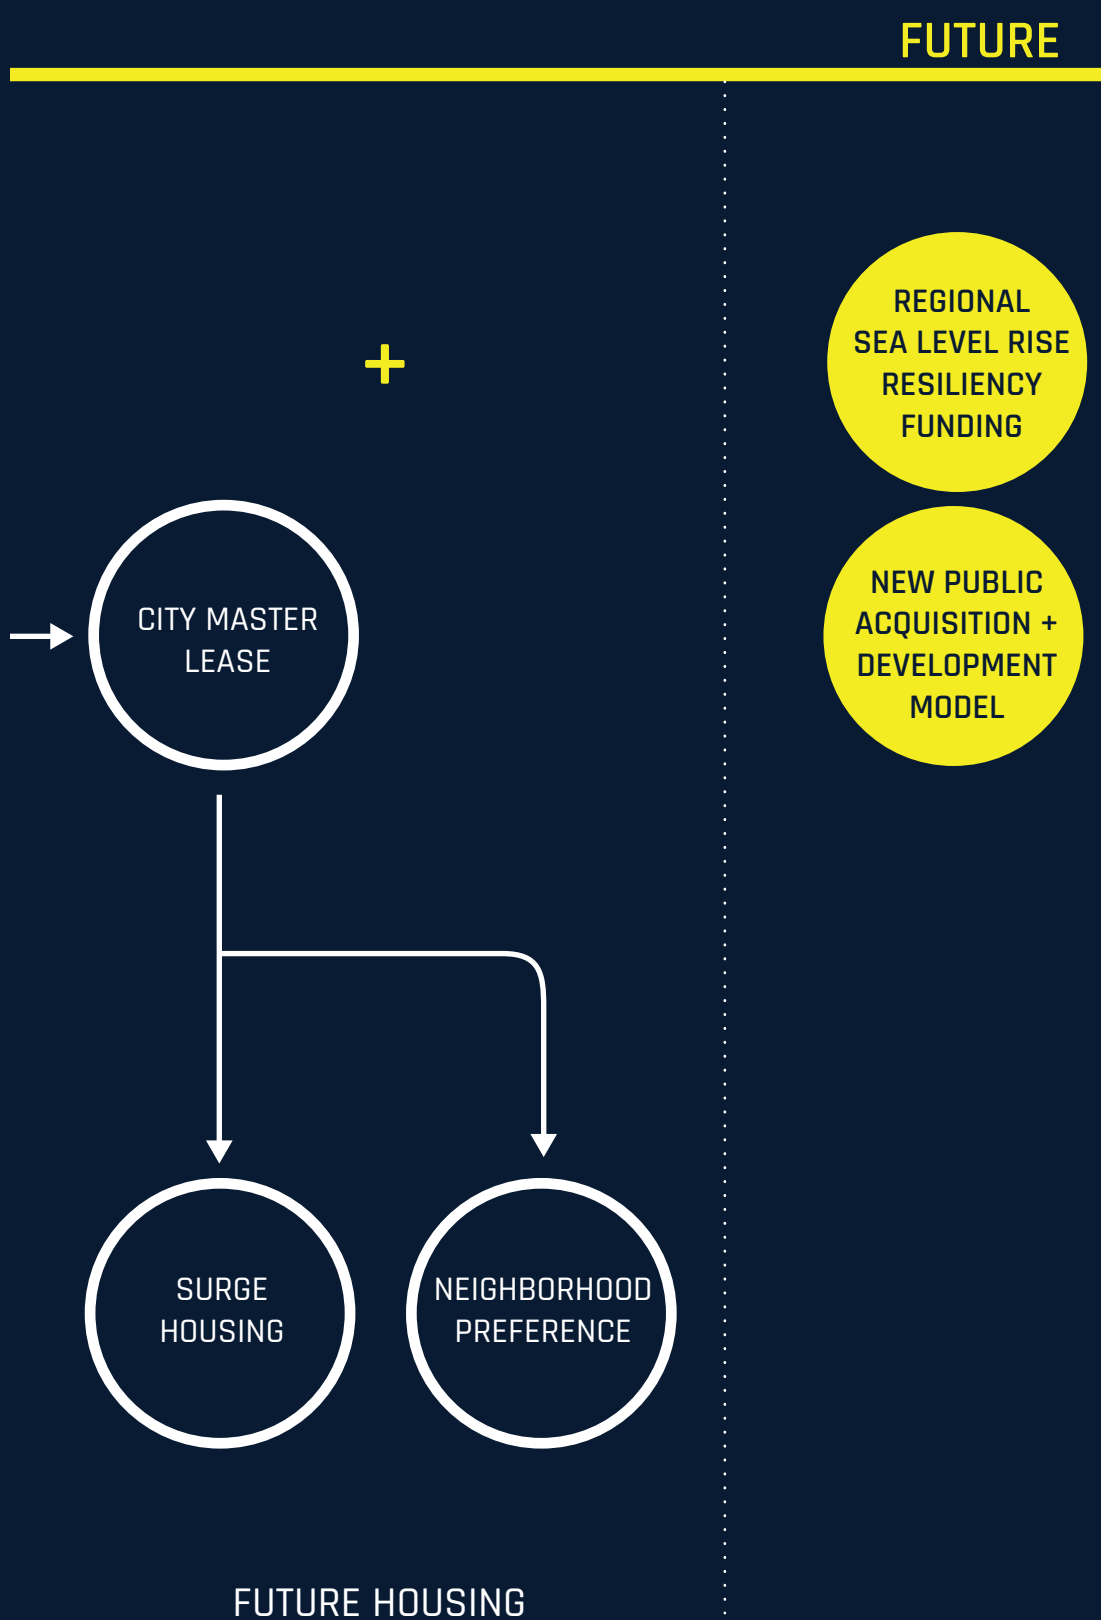 FUTURE
REGIONAL
SEA LEVEL RISE
RESILIENCY
FUNDING
+
CITY MASTER
LEASE
NEW PUBLIC
ACQUISITION +
DEVELOPMENT
MODEL
SURGE
HOUSING
NEIGHBORHOOD
PREFERENCE
FUTURE HOUSING